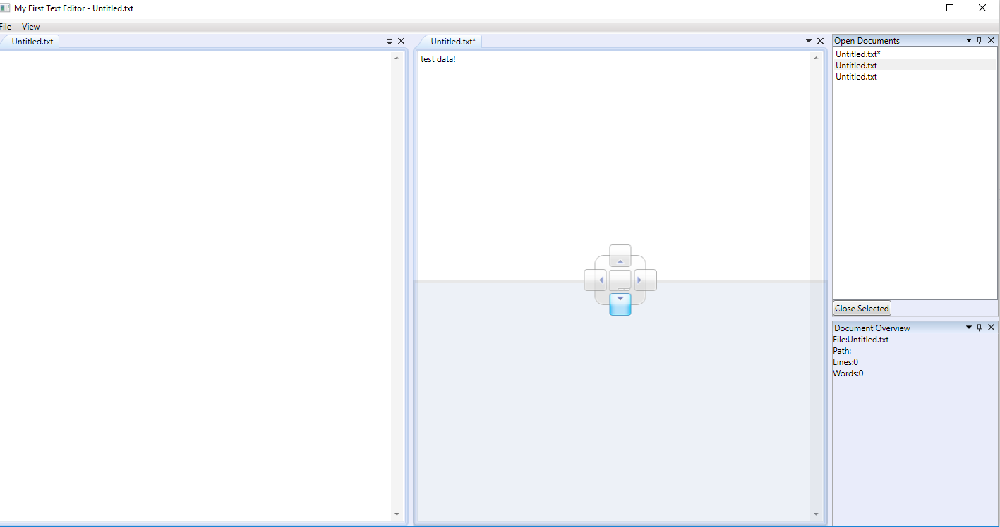 My First Text Editor - Untitled.txt
File View
Untitled.txt
Untitled.txt*
test data!
Open Documents
Untitled.txt*
Untitled.txt
Untitled.txt
Close Selected
Document Overview
File:Untitled.txt
Path:
Lines:0
Words:0